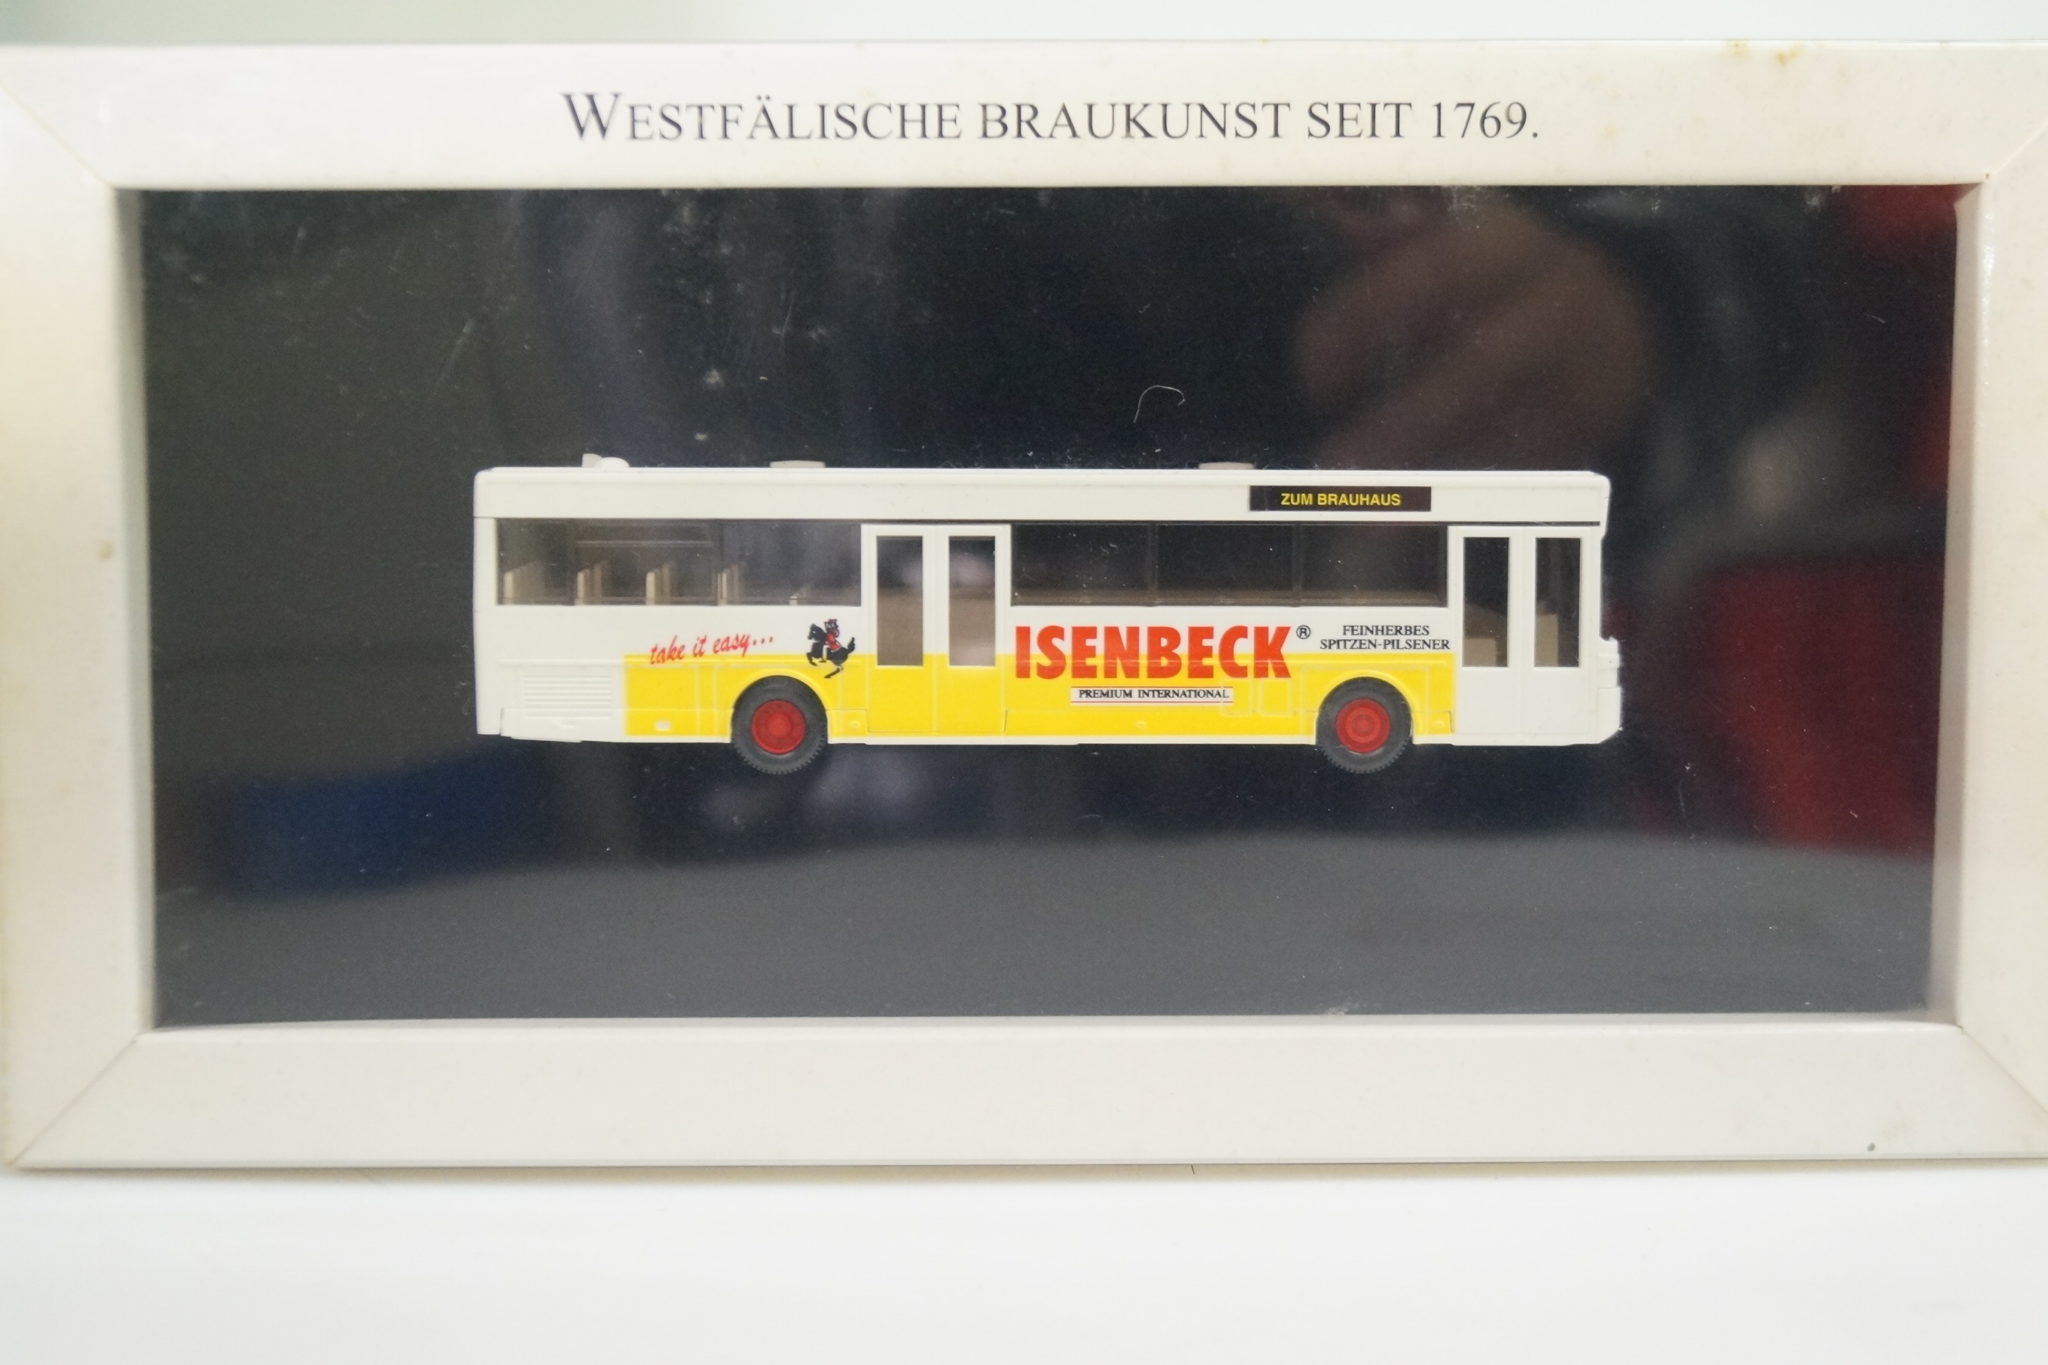 WESTFÄLISCHE BRAUKUNST SEIT 1769.
ZUM BRAUHAUS
take it easy...
ISENBECK®
FEINHERBES
SPITZEN-PILSENER
PREMIUM INTERNATIONAL